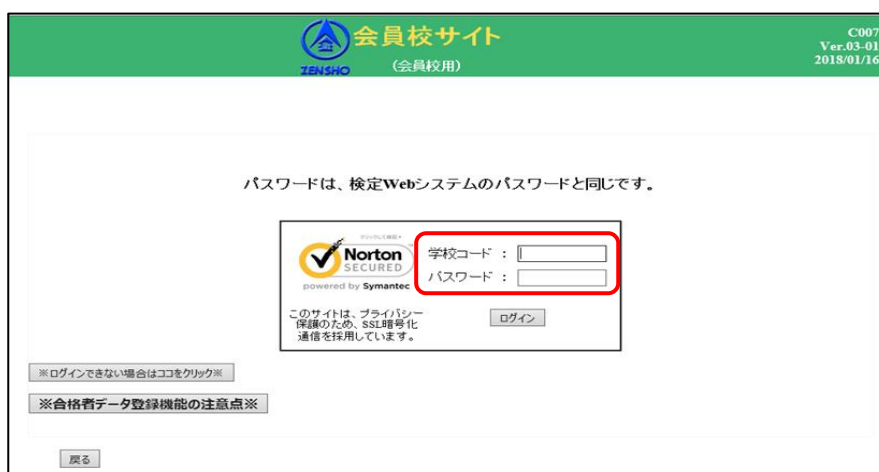 会員校サイト
(会員校用)
ZENSHO
C007
Ver.03-01
2018/01/16
パスワードは、検定Webシステムのパスワードと同じです。
Norton
SECURED
powered by Symantec
学校コード :
パスワード :
このサイトは、プライバシー
保護のため、SSL暗号化
通信を採用しています。
ログイン
※ログインできない場合はココをクリック※
※合格者データ登録機能の注意点※
戻る